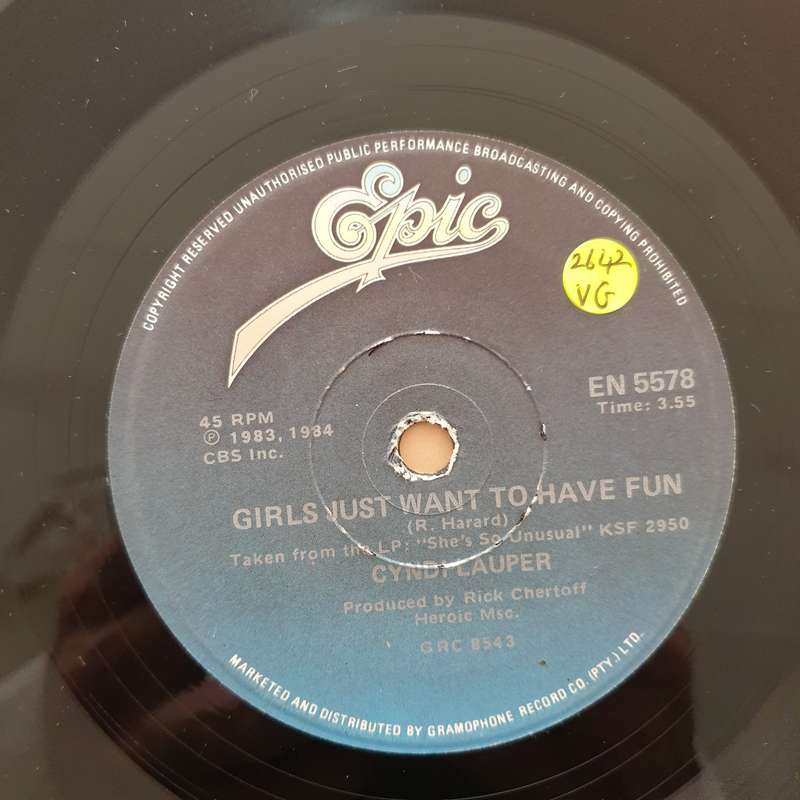 COPYRIGHT RESERVED UNAUTHORISED PUBLIC PERFORMANCE BROADCASTING AND COPYING PROHIBITED
Epic
2642
VG
EN 5578
Time: 3.55
45 RPM
℗ 1983, 1984
CBS Inc.
GIRLS JUST WANT TO HAVE FUN
(R. Harard)
Taken from the LP: "She's So Unusual" KSF 2950
CYNDI LAUPER
Produced by Rick Chertoff
Heroic Msc.
GRC 8543
MARKETED AND DISTRIBUTED BY GRAMOPHONE RECORD CO. (PTY.) LTD.